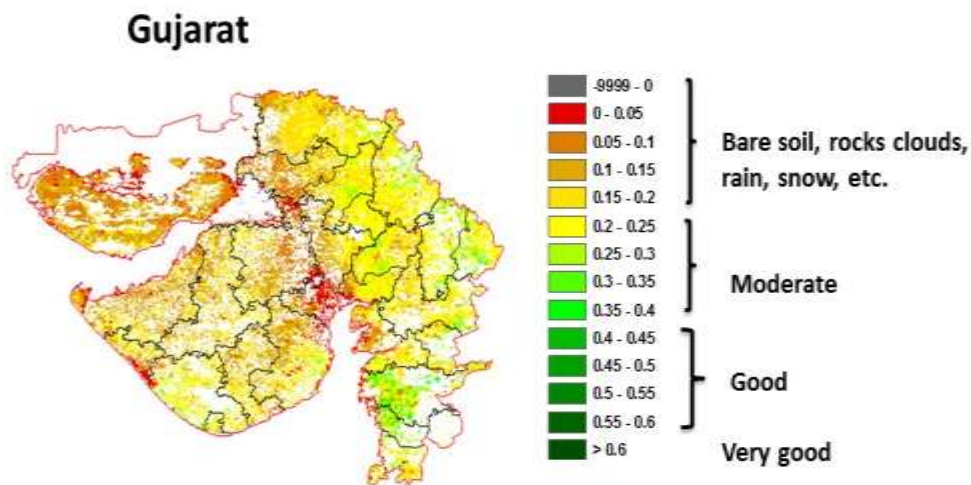 Gujarat
-9999 - 0
0 - 0.05
0.05 - 0.1
0.1 - 0.15
0.15 - 0.2
0.2 - 0.25
0.25 - 0.3
0.3 - 0.35
0.35 - 0.4
0.4 - 0.45
0.45 - 0.5
0.5 - 0.55
0.55 - 0.6
> 0.6
Bare soil, rocks clouds,
rain, snow, etc.
Moderate
Good
Very good